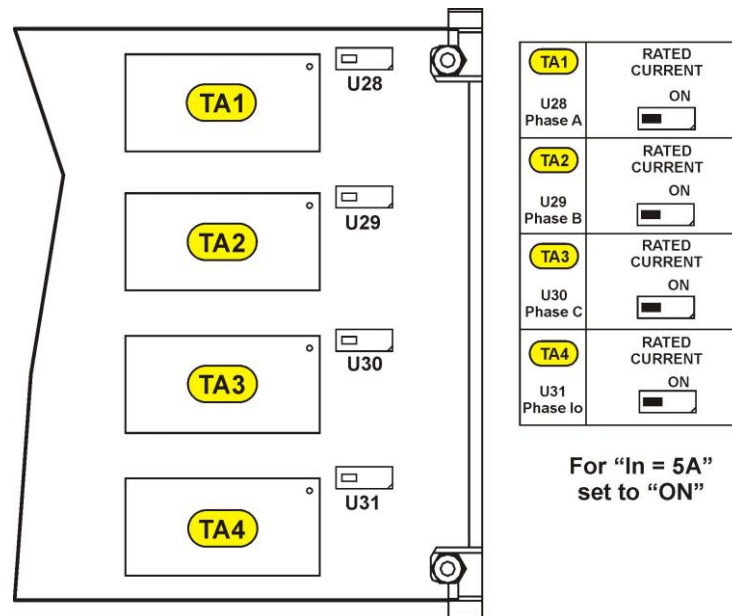 TA1
U28
TA2
U29
TA3
U30
TA4
U31
TA1
RATED
CURRENT
U28
Phase A
ON
TA2
RATED
CURRENT
U29
Phase B
ON
TA3
RATED
CURRENT
U30
Phase C
ON
TA4
RATED
CURRENT
U31
Phase Io
ON
For “In = 5A”
set to “ON”